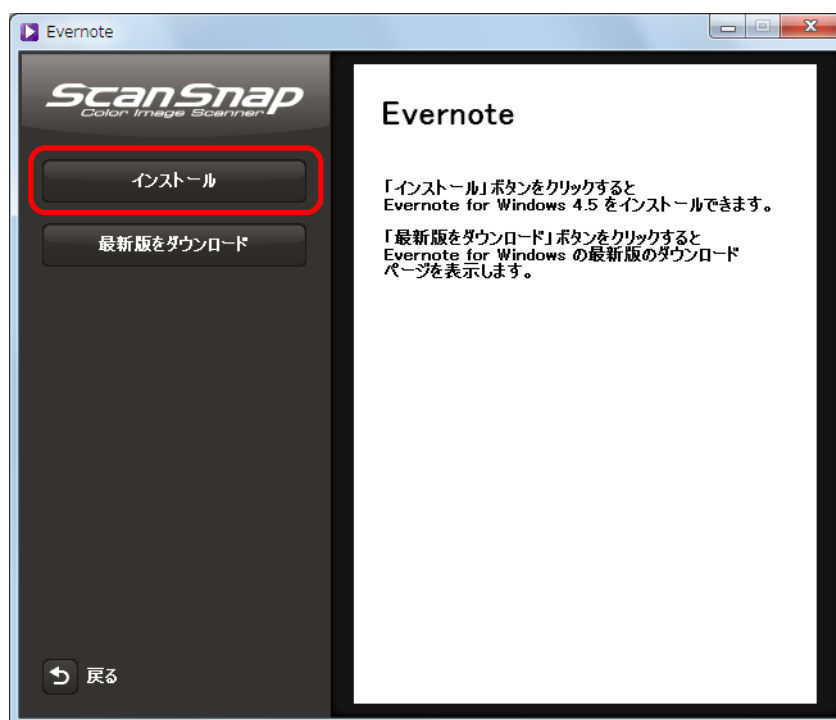 Evernote
ScanSnap
Color Image Scanner
インストール
最新版をダウンロード
戻る
Evernote
「インストール」ボタンをクリックすると
Evernote for Windows 4.5 をインストールできます。
「最新版をダウンロード」ボタンをクリックすると
Evernote for Windows の最新版のダウンロード
ページを表示します。